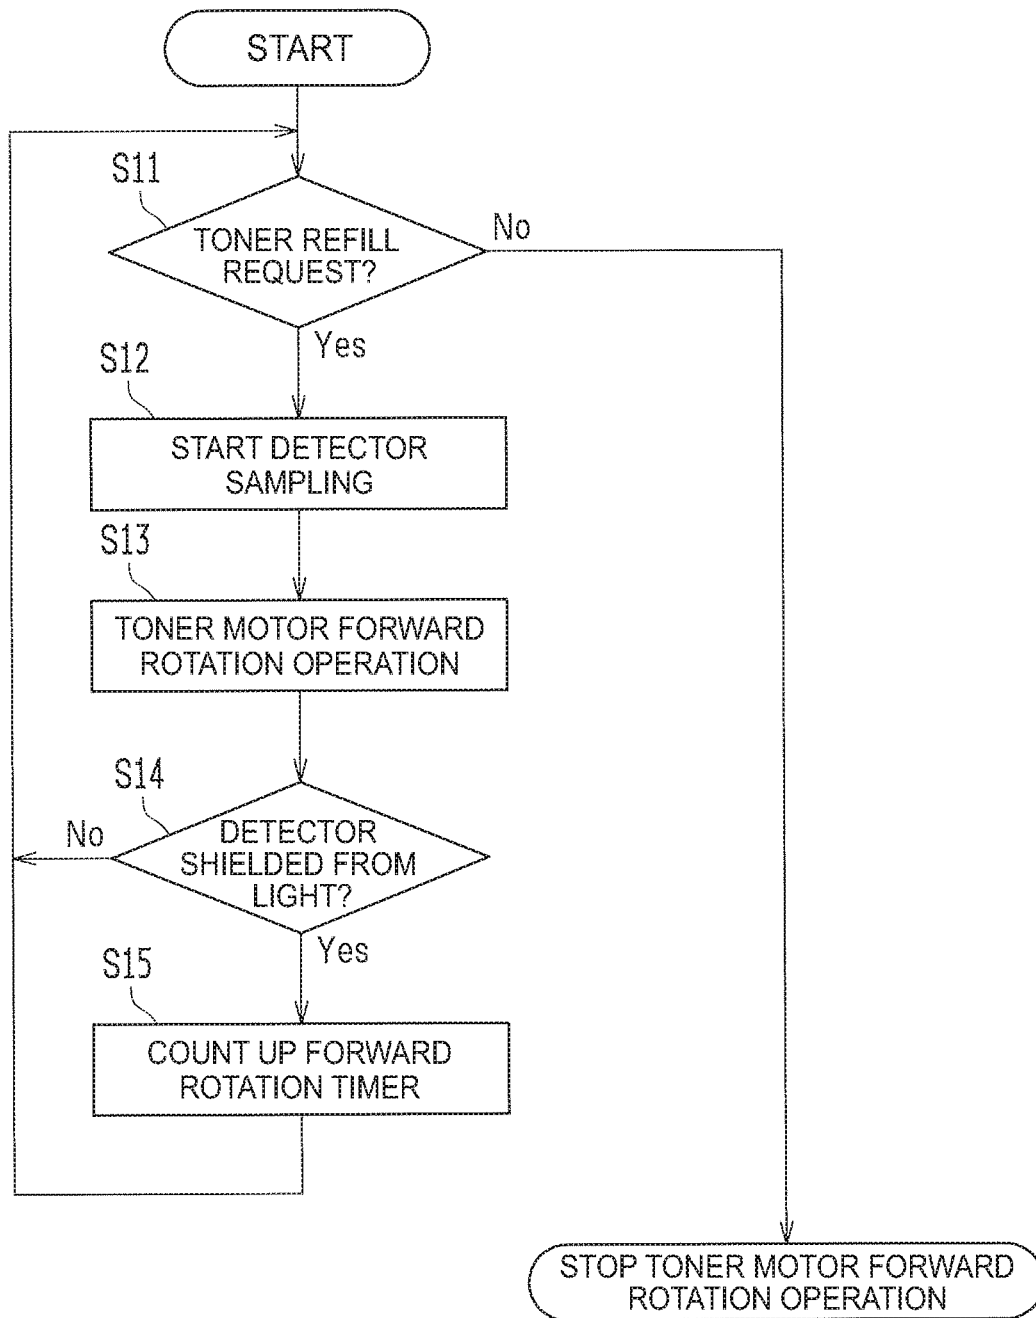 START
S11
TONER REFILL
REQUEST?
No
Yes
S12
START DETECTOR
SAMPLING
S13
TONER MOTOR FORWARD
ROTATION OPERATION
S14
No
DETECTOR
SHIELDED FROM
LIGHT?
Yes
S15
COUNT UP FORWARD
ROTATION TIMER
STOP TONER MOTOR FORWARD
ROTATION OPERATION